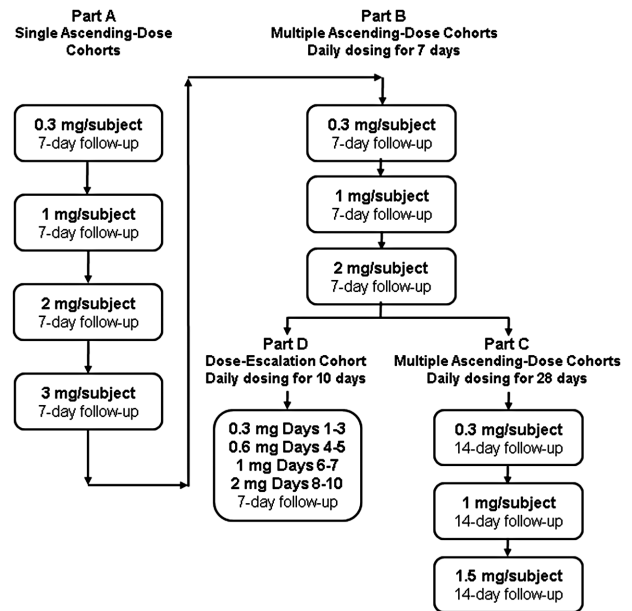 Part A
Single Ascending-Dose
Cohorts
0.3 mg/subject
7-day follow-up
1 mg/subject
7-day follow-up
2 mg/subject
7-day follow-up
3 mg/subject
7-day follow-up
Part B
Multiple Ascending-Dose Cohorts
Daily dosing for 7 days
0.3 mg/subject
7-day follow-up
1 mg/subject
7-day follow-up
2 mg/subject
7-day follow-up
Part D
Dose-Escalation Cohort
Daily dosing for 10 days
0.3 mg Days 1-3
0.6 mg Days 4-5
1 mg Days 6-7
2 mg Days 8-10
7-day follow-up
Part C
Multiple Ascending-Dose Cohorts
Daily dosing for 28 days
0.3 mg/subject
14-day follow-up
1 mg/subject
14-day follow-up
1.5 mg/subject
14-day follow-up